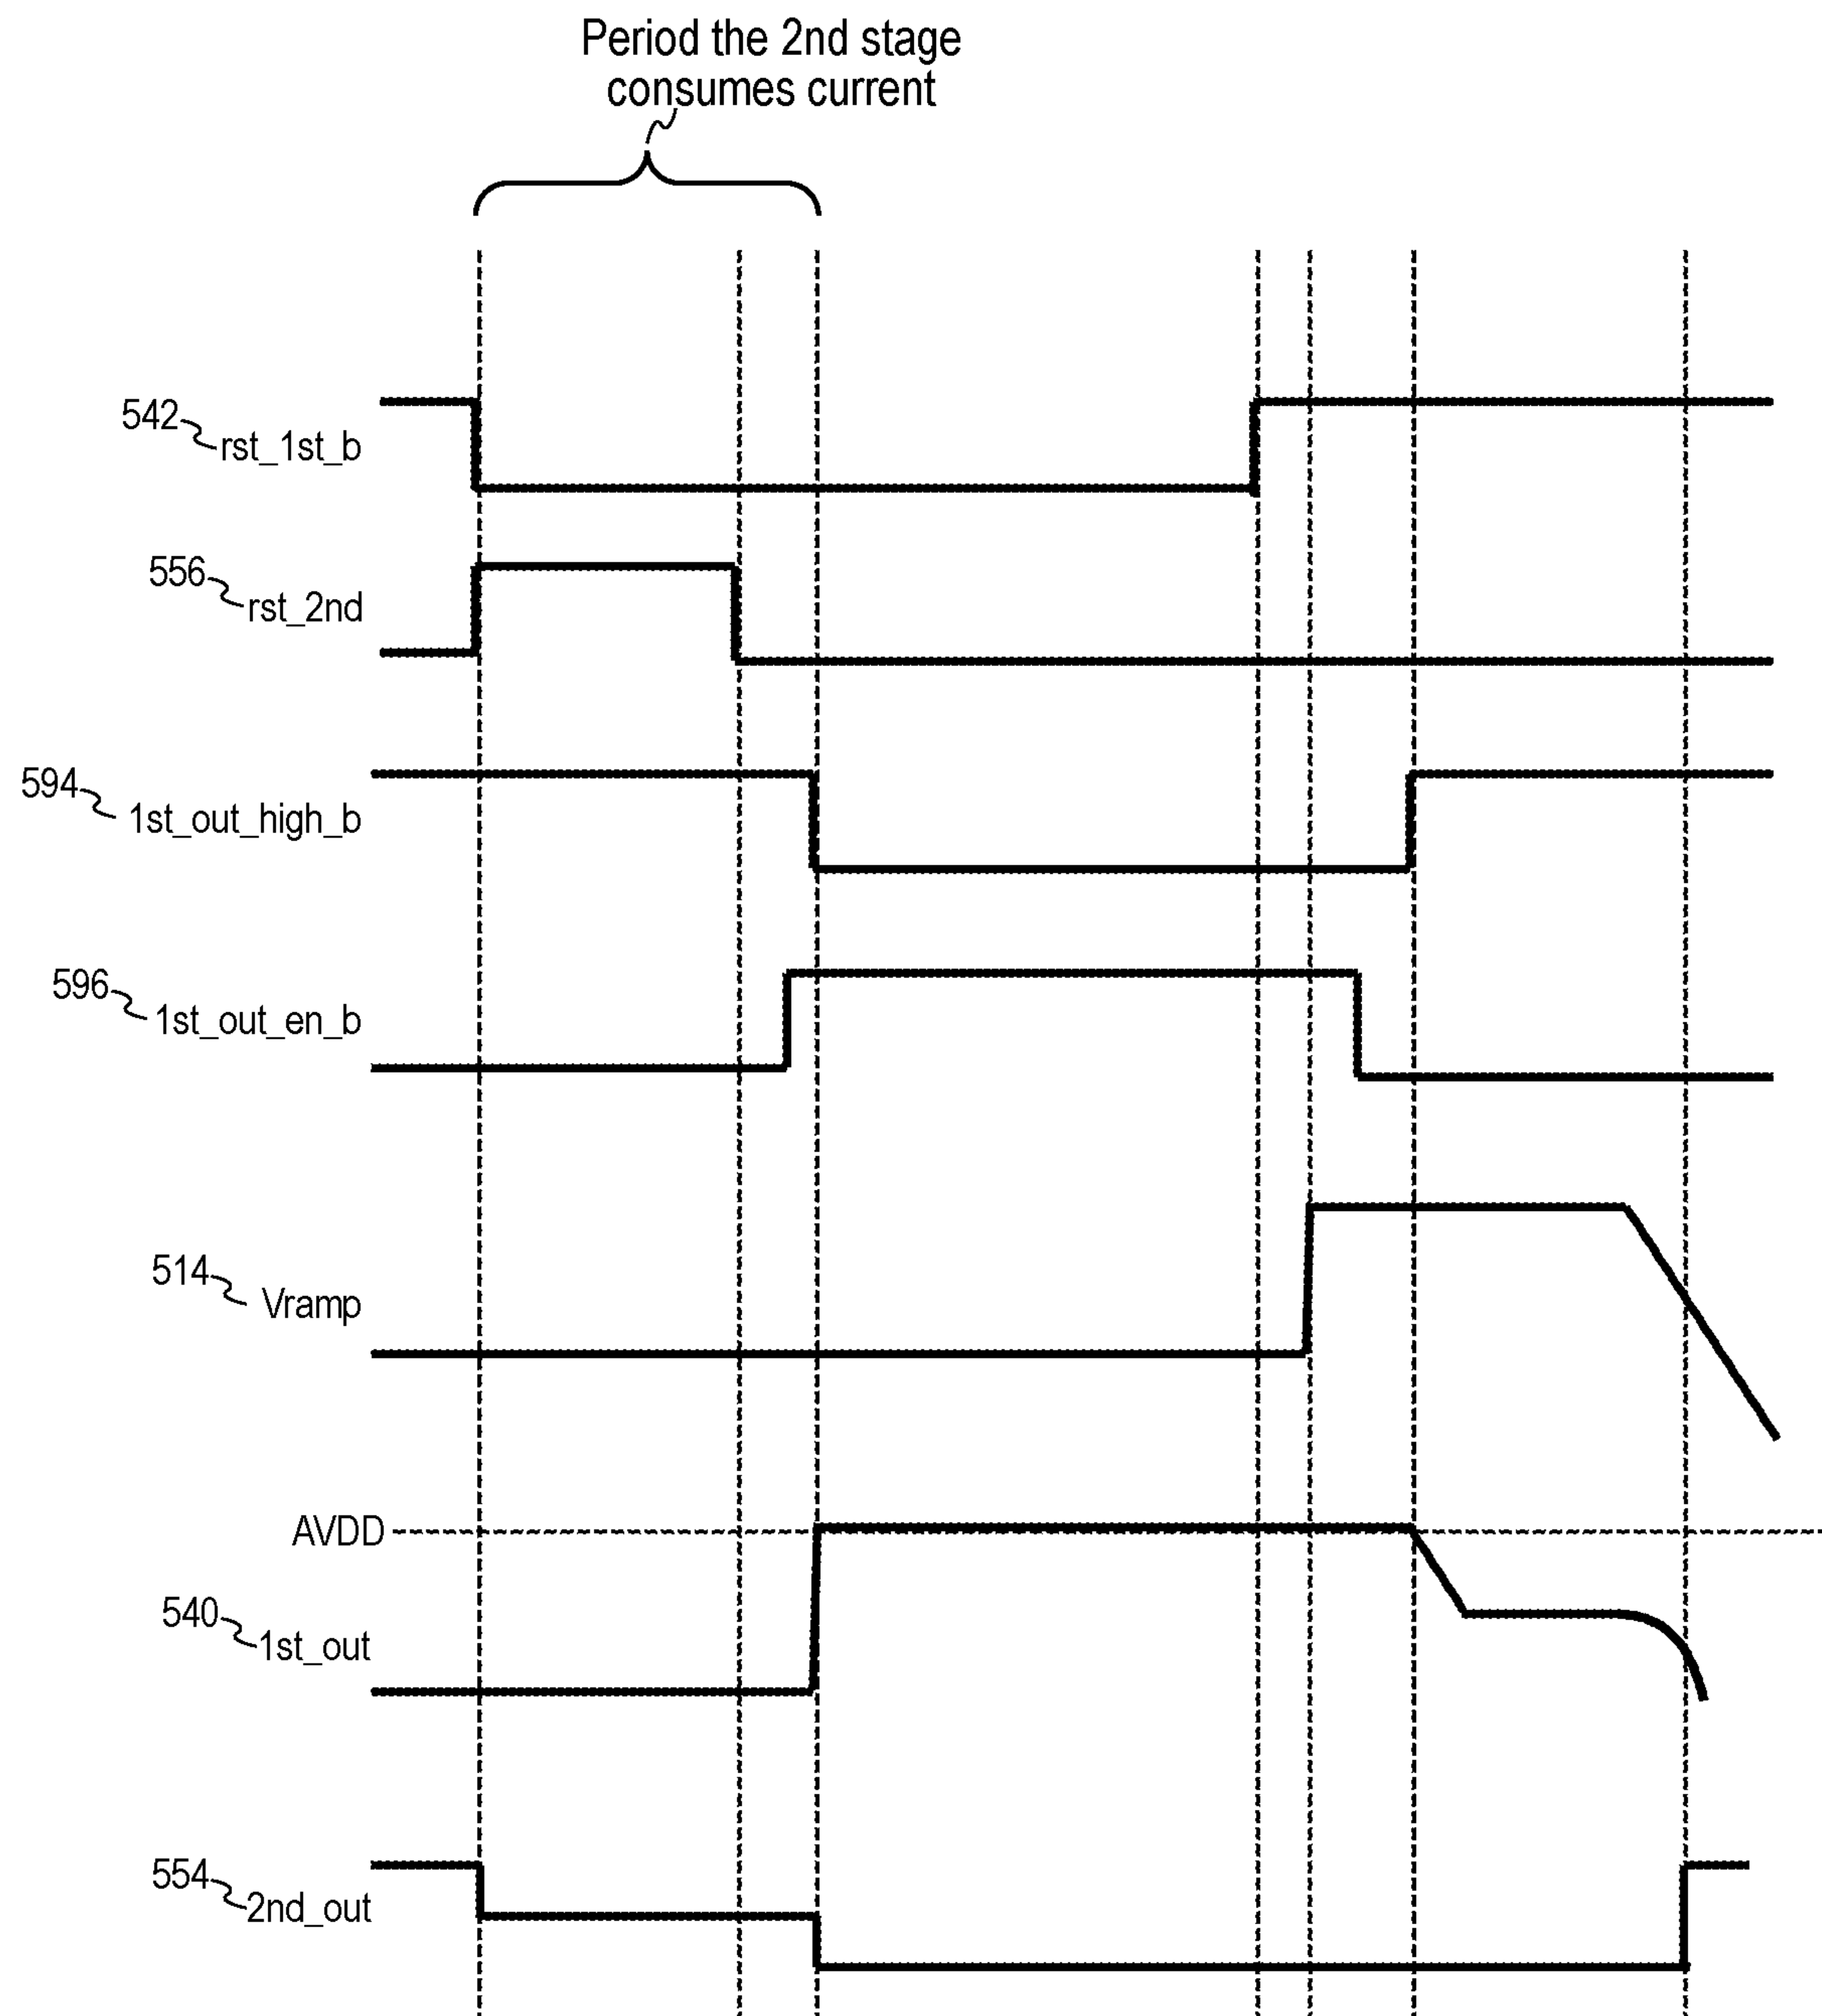 Period the 2nd stage
consumes current
542
rst_1st_b
556
rst_2nd
594
1st_out_high_b
596
1st_out_en_b
514
Vramp
AVDD
540
1st_out
554
2nd_out